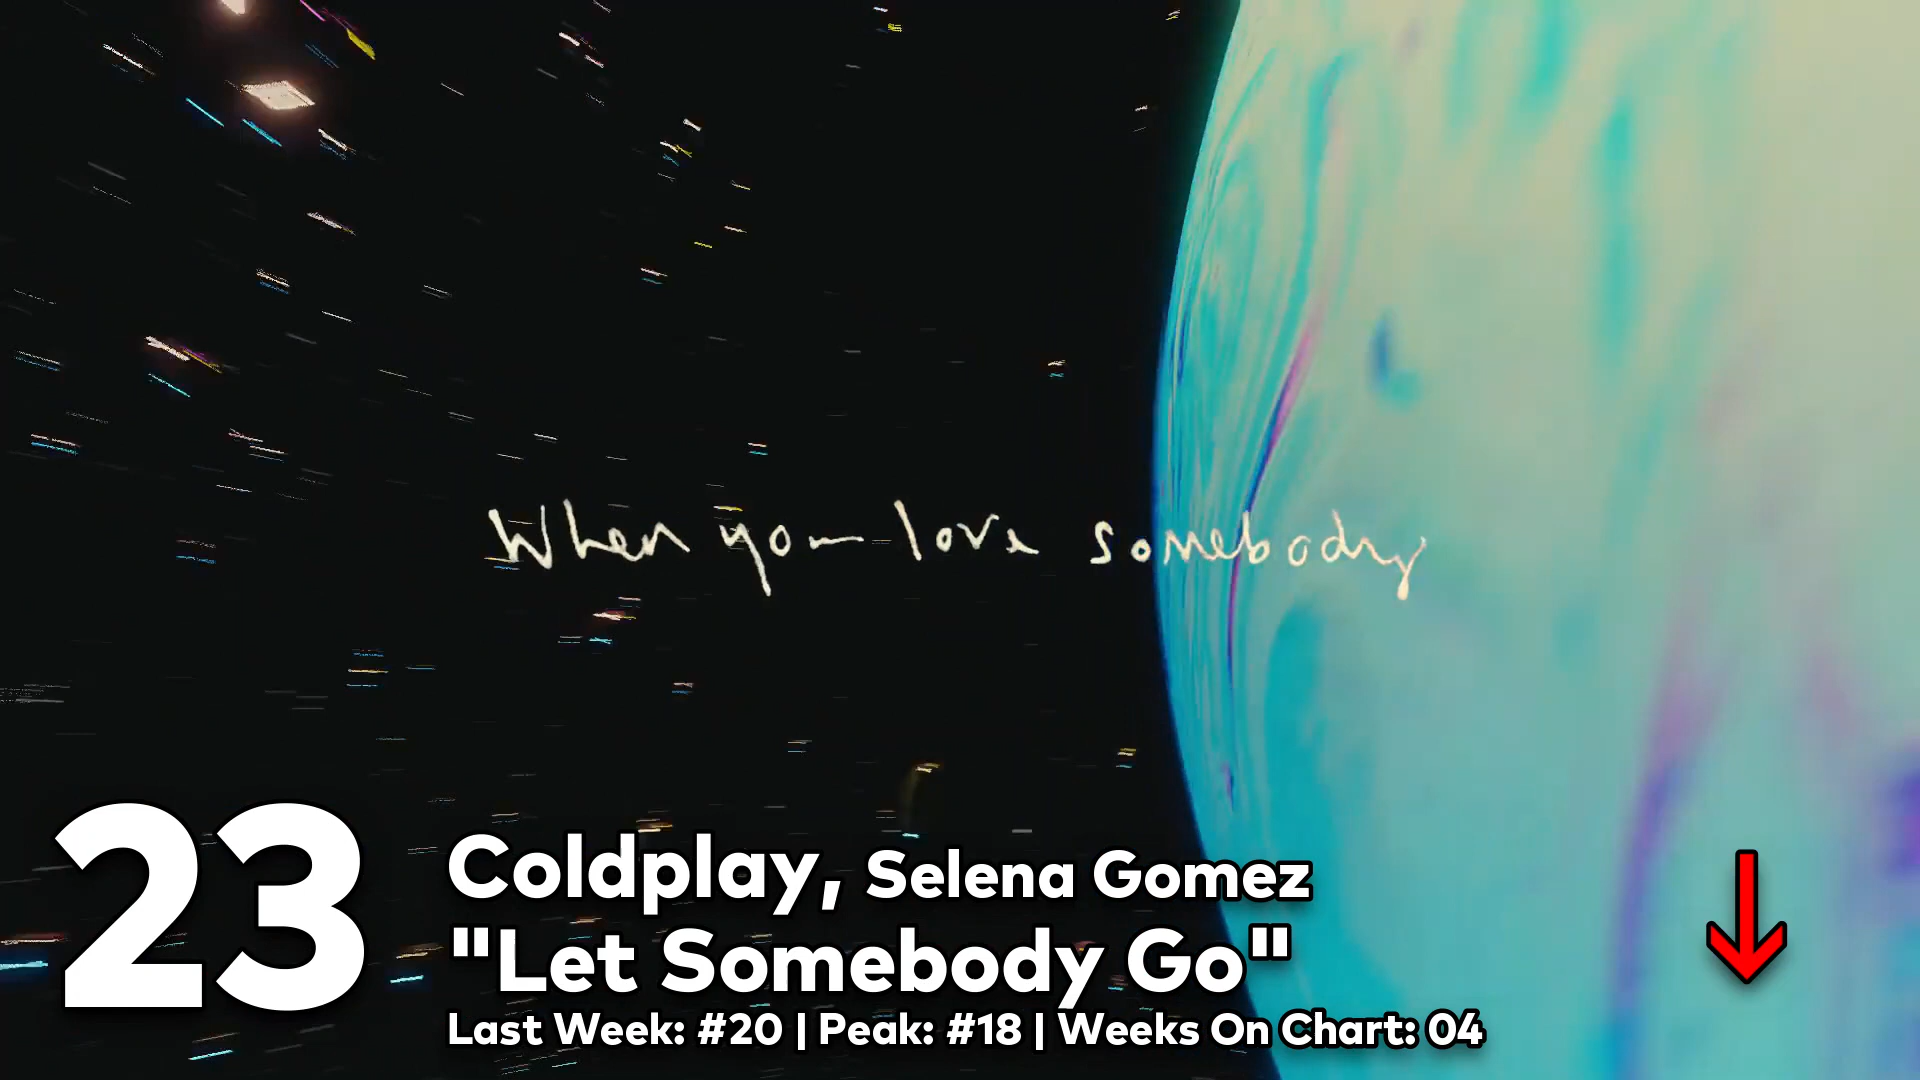 When you love somebody
23
Coldplay, Selena Gomez
"Let Somebody Go"
Last Week: #20 | Peak: #18 | Weeks On Chart: 04